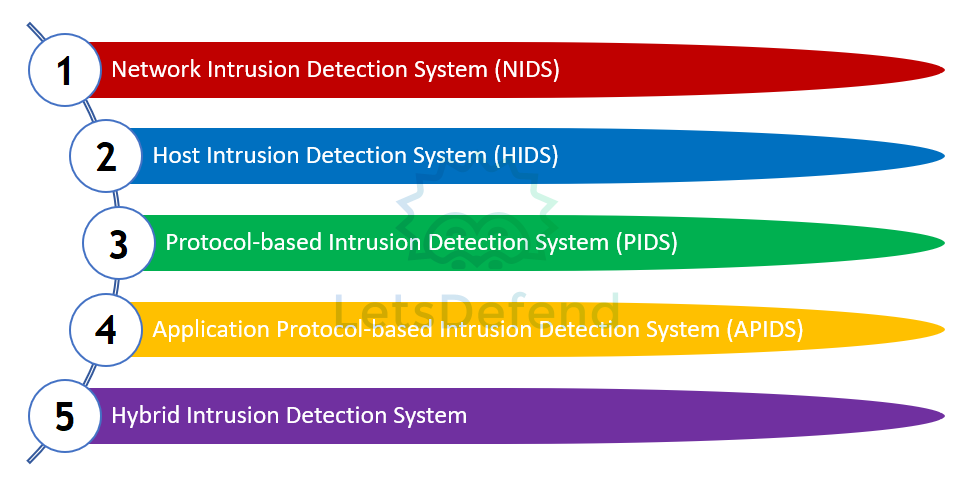 1
Network Intrusion Detection System (NIDS)
2
Host Intrusion Detection System (HIDS)
3
Protocol-based Intrusion Detection System (PIDS)
LetsDefend
4
Application Protocol-based Intrusion Detection System (APIDS)
5
Hybrid Intrusion Detection System